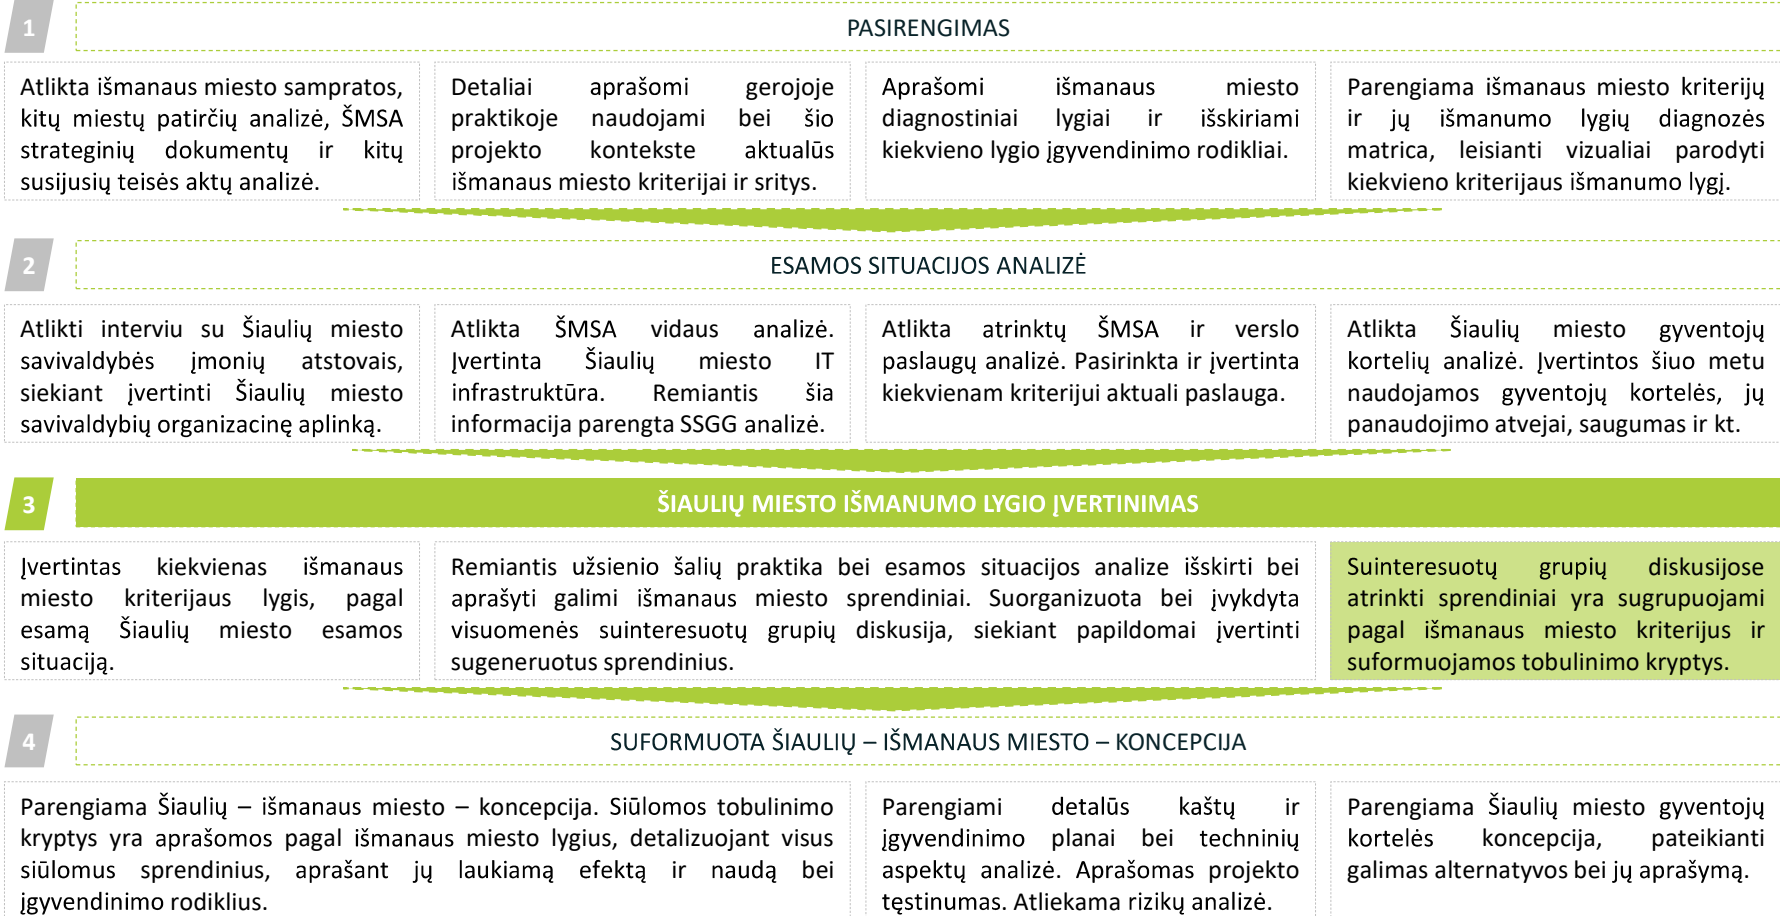 1
PASIRENGIMAS
Atlikta išmanaus miesto sampratos,
kitų miestų patirčių analizė, ŠMSA
strateginių dokumentų ir kitų
susijusių teisės aktų analizė.
Detaliai aprašomi gerojoje
praktikoje naudojami bei šio
projekto kontekste aktualūs
išmanaus miesto kriterijai ir sritys.
Aprašomi išmanaus miesto
diagnostiniai lygiai ir išskiriami
kiekvieno lygio įgyvendinimo rodikliai.
Parengiama išmanaus miesto kriterijų
ir jų išmanumo lygių diagnozės
matrica, leisianti vizualiai parodyti
kiekvieno kriterijaus išmanumo lygį.
2
ESAMOS SITUACIJOS ANALIZĖ
Atlikti interviu su Šiaulių miesto
savivaldybės įmonių atstovais,
siekiant įvertinti Šiaulių miesto
savivaldybių organizacinę aplinką.
Atlikta ŠMSA vidaus analizė.
Įvertinta Šiaulių miesto IT
infrastruktūra. Remiantis šia
informacija parengta SSGG analizė.
Atlikta atrinktų ŠMSA ir verslo
paslaugų analizė. Pasirinkta ir įvertinta
kiekvienam kriterijui aktuali paslauga.
Atlikta Šiaulių miesto gyventojų
kortelių analizė. Įvertintos šiuo metu
naudojamos gyventojų kortelės, jų
panaudojimo atvejai, saugumas ir kt.
3
ŠIAULIŲ MIESTO IŠMANUMO LYGIO ĮVERTINIMAS
Įvertintas kiekvienas išmanaus
miesto kriterijaus lygis, pagal
esamą Šiaulių miesto esamos
situaciją.
Remiantis užsienio šalių praktika bei esamos situacijos analize išskirti bei
aprašyti galimi išmanaus miesto sprendiniai. Suorganizuota bei įvykdyta
visuomenės suinteresuotų grupių diskusija, siekiant papildomai įvertinti
sugeneruotus sprendinius.
Suinteresuotų grupių diskusijose
atrinkti sprendiniai yra sugrupuojami
pagal išmanaus miesto kriterijus ir
suformuojamos tobulinimo kryptys.
4
SUFORMUOTA ŠIAULIŲ – IŠMANAUS MIESTO – KONCEPCIJA
Parengiama Šiaulių – išmanaus miesto – koncepcija. Siūlomos tobulinimo
kryptys yra aprašomos pagal išmanaus miesto lygius, detalizuojant visus
siūlomus sprendinius, aprašant jų laukiamą efektą ir naudą bei
įgyvendinimo rodiklius.
Parengiami detalūs kaštų ir
įgyvendinimo planai bei techninių
aspektų analizė. Aprašomas projekto
tęstinumas. Atliekama rizikų analizė.
Parengiama Šiaulių miesto gyventojų
kortelės koncepcija, pateikianti
galimas alternatyvos bei jų aprašymą.